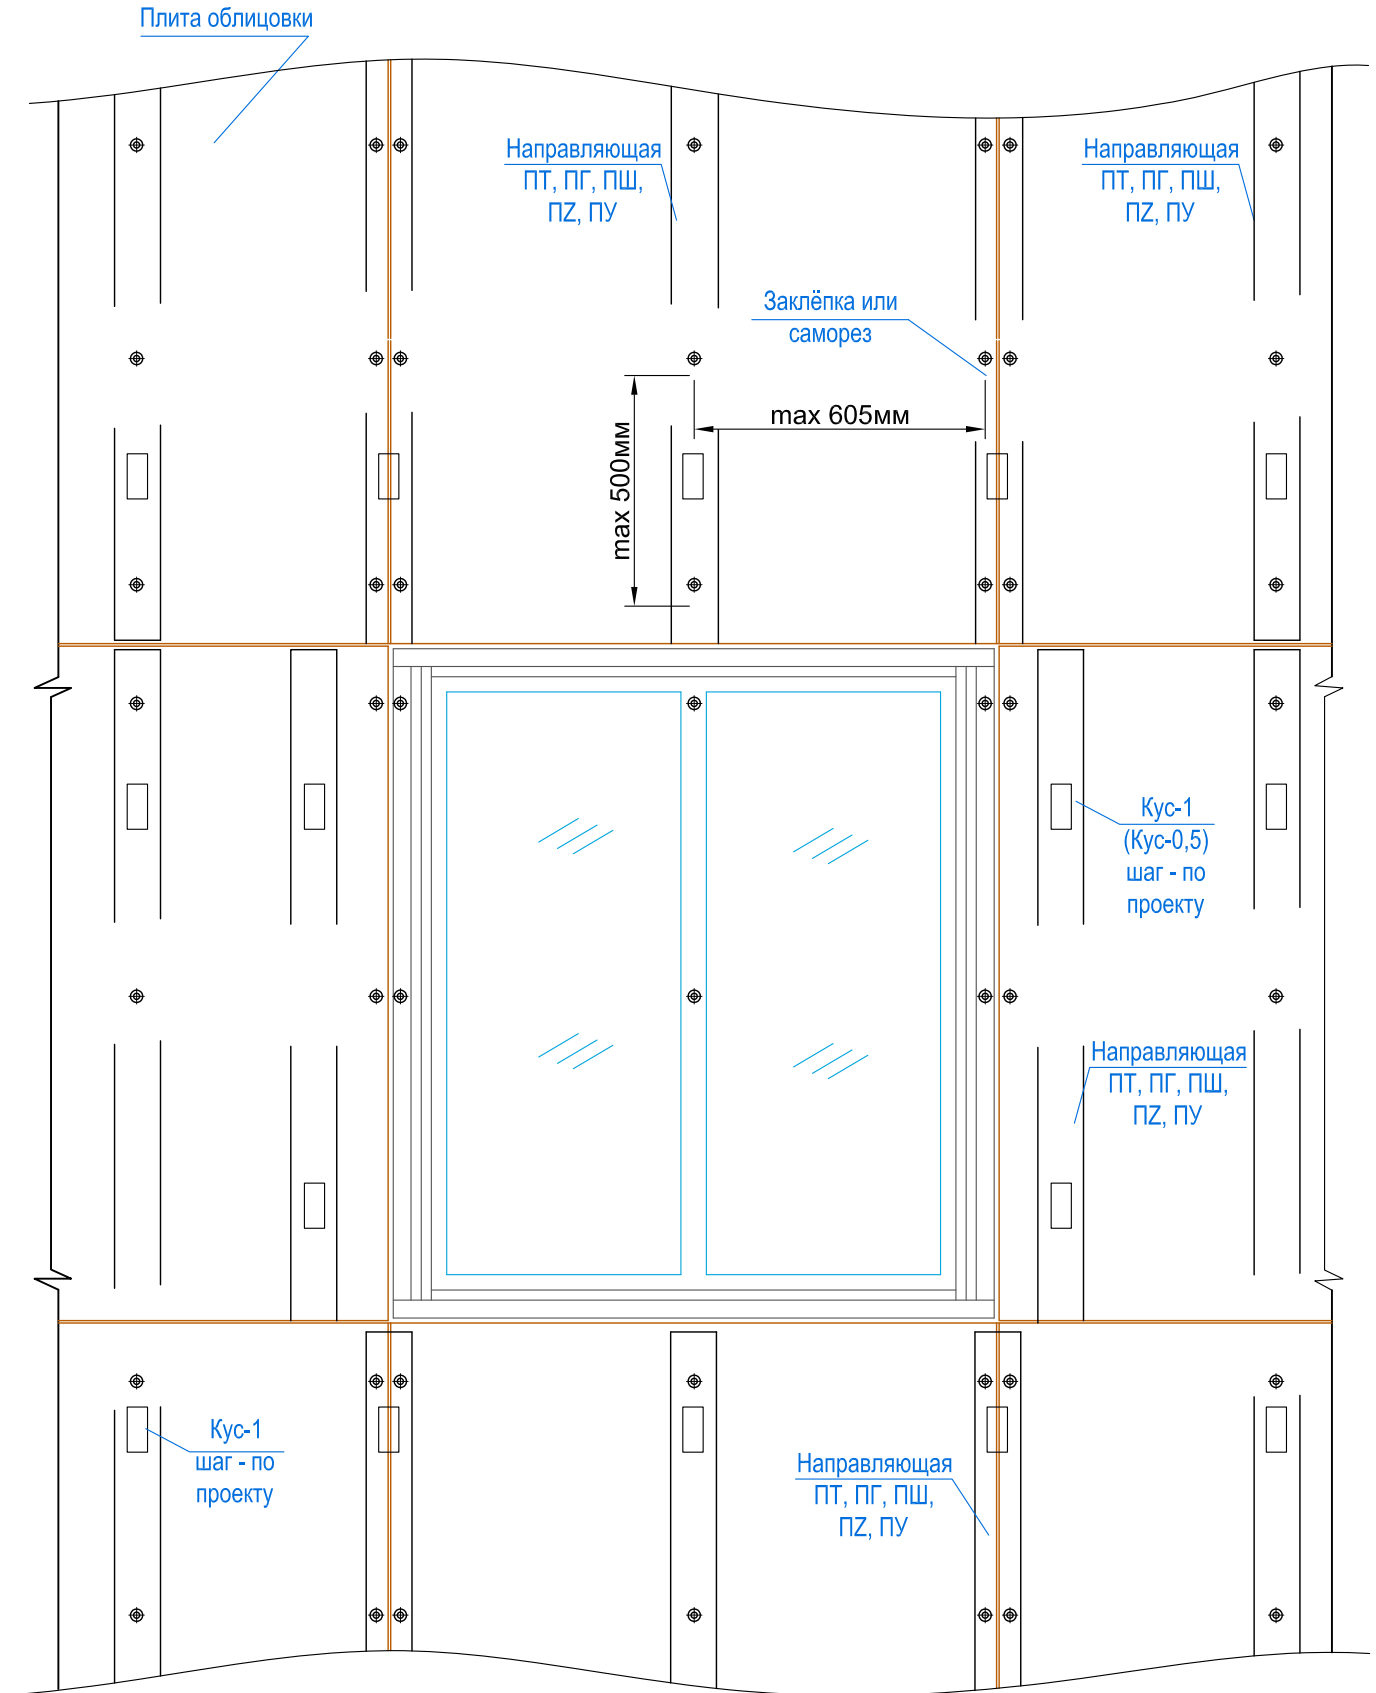 Плита облицовки
Направляющая
ПТ, ПГ, ПШ,
ПZ, ПУ
Направляющая
ПТ, ПГ, ПШ,
ПZ, ПУ
Заклёпка или
саморез
max 605мм
max 500мм
Кус-1
(Кус-0,5)
шаг - по
проекту
Направляющая
ПТ, ПГ, ПШ,
ПZ, ПУ
Кус-1
шаг - по
проекту
Направляющая
ПТ, ПГ, ПШ,
ПZ, ПУ